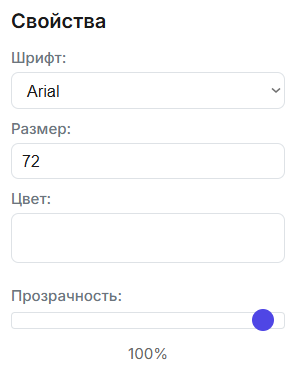 Свойства
Шрифт:
Arial
Размер:
72
Цвет:
Прозрачность:
100%